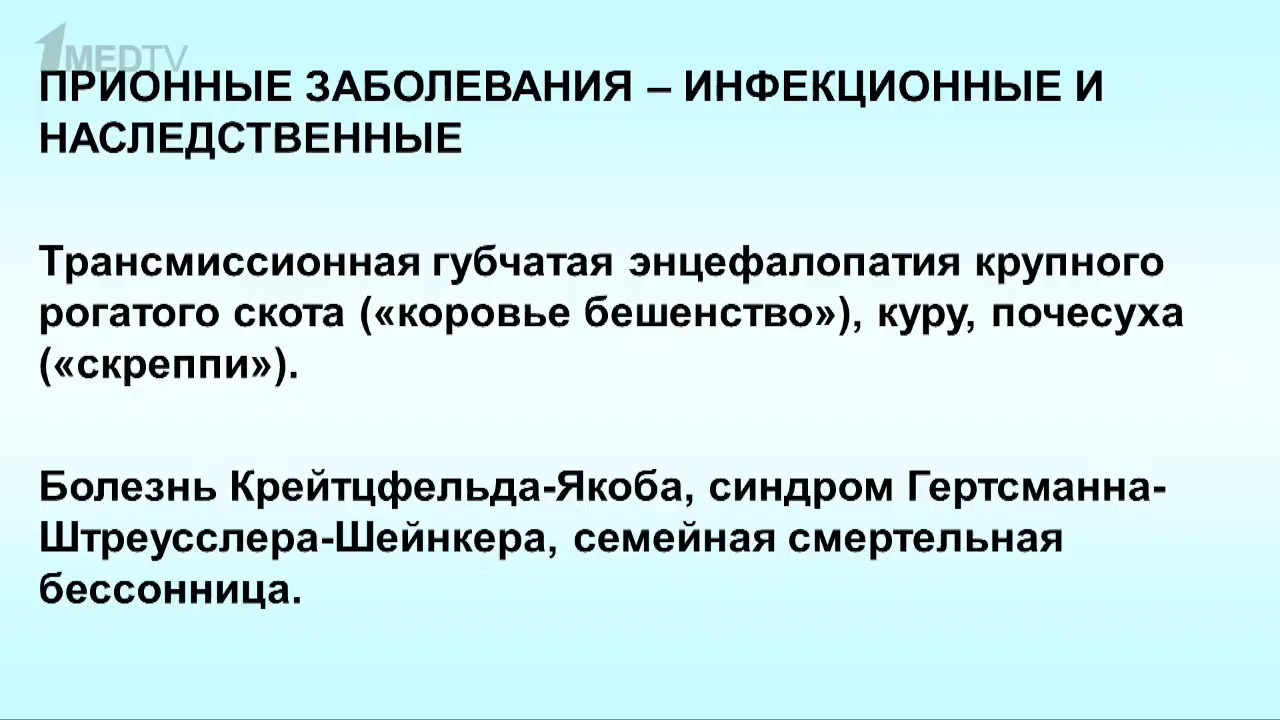 1MEDTV
ПРИОННЫЕ ЗАБОЛЕВАНИЯ – ИНФЕКЦИОННЫЕ И
НАСЛЕДСТВЕННЫЕ
Трансмиссионная губчатая энцефалопатия крупного
рогатого скота («коровье бешенство»), куру, почесуха
(«скреппи»).
Болезнь Крейтцфельда-Якоба, синдром Гертсманна-
Штреусслера-Шейнкера, семейная смертельная
бессонница.